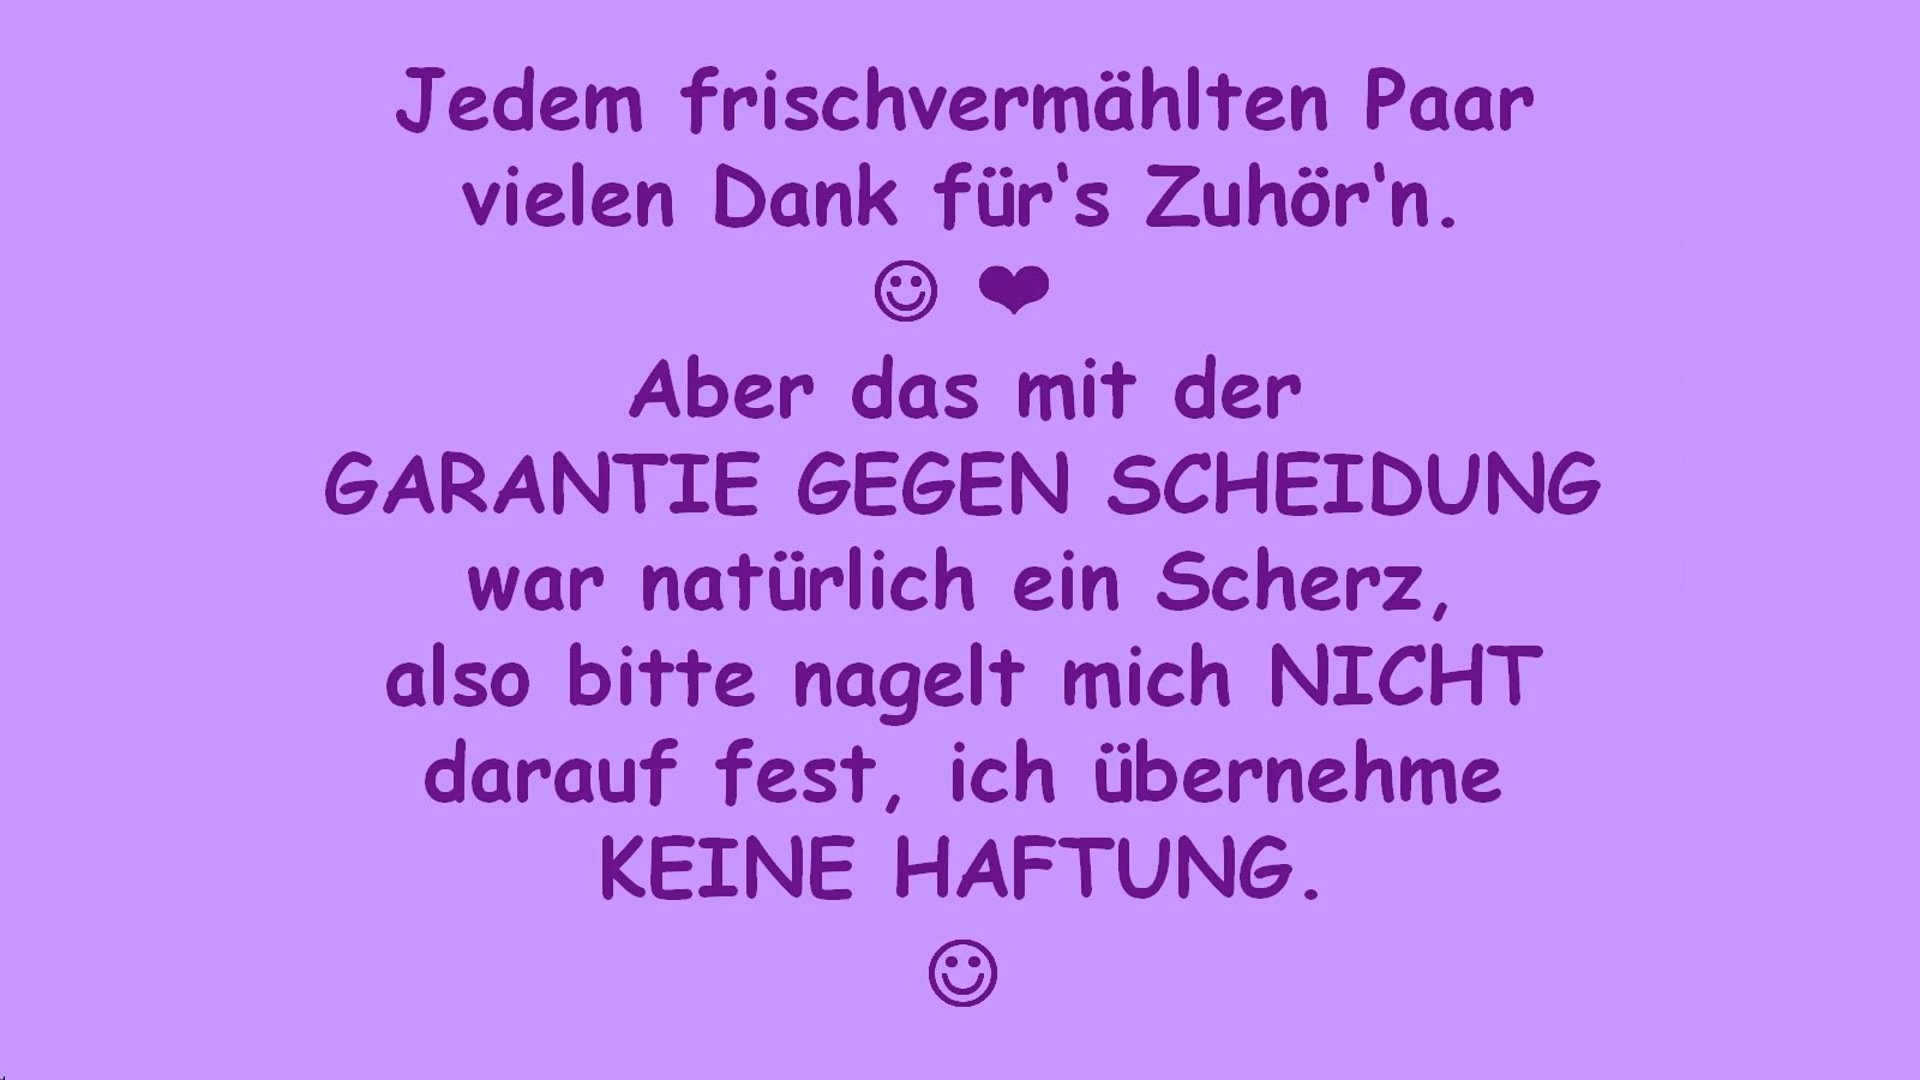 Jedem frischvermählten Paar
vielen Dank für's Zuhör'n.
☺ ❤
Aber das mit der
GARANTIE GEGEN SCHEIDUNG
war natürlich ein Scherz,
also bitte nagelt mich NICHT
darauf fest, ich übernehme
KEINE HAFTUNG.
☺